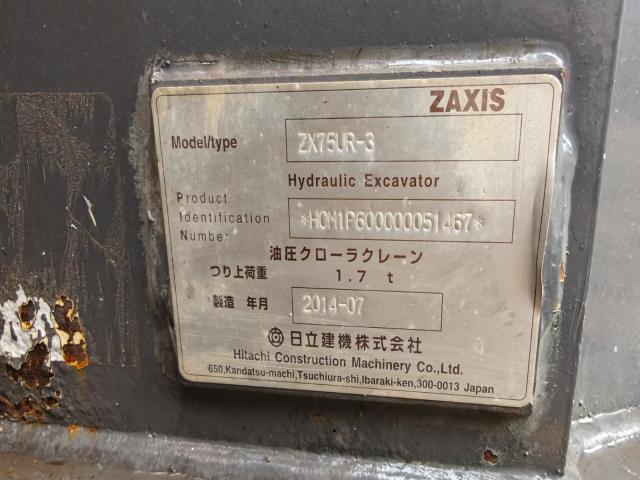 ZAXIS
Model/type ZX75UR-3
Hydraulic Excavator
Product
Identification *HCM1P600000051467*
Number
油圧クローラクレーン
つり上荷重 1.7 t
製造 年月 2014-07
日立建機株式会社
Hitachi Construction Machinery Co.,Ltd.
650,Kandatsu-machi,Tsuchiura-shi,Ibaraki-ken,300-0013 Japan